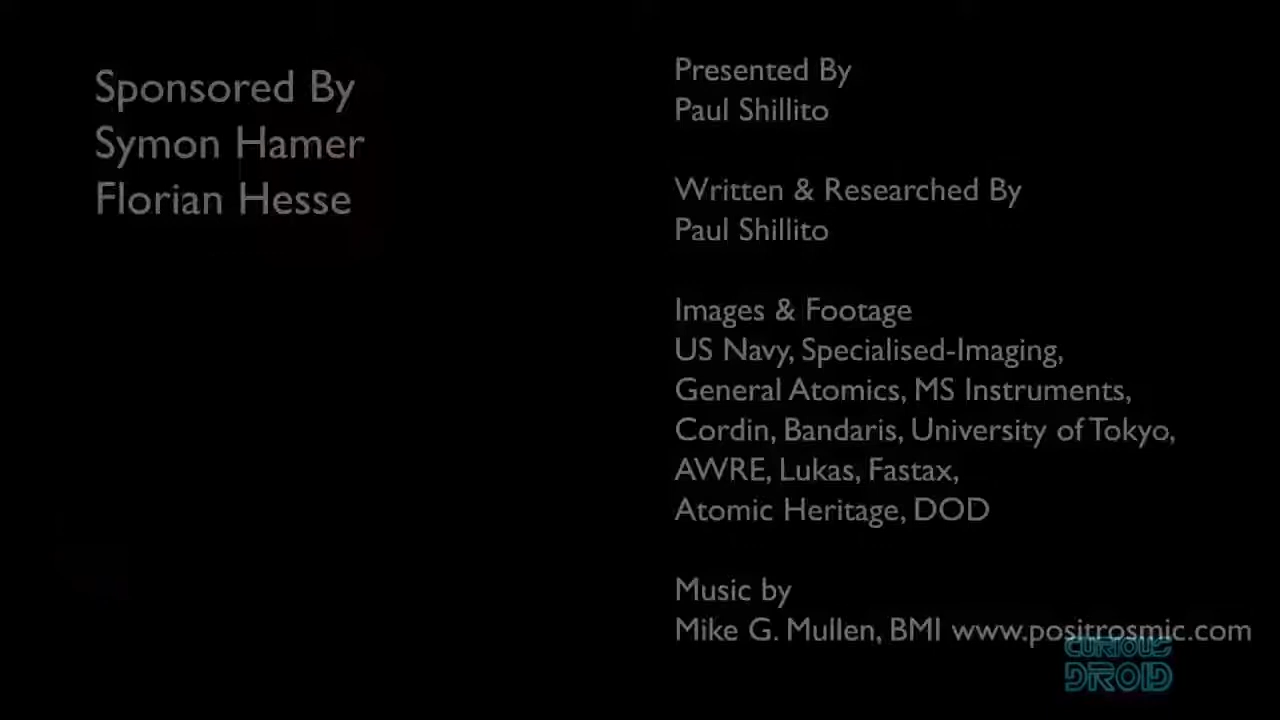 Sponsored By
Symon Hamer
Florian Hesse
Presented By
Paul Shillito
Written & Researched By
Paul Shillito
Images & Footage
US Navy, Specialised-Imaging,
General Atomics, MS Instruments,
Cordin, Bandaris, University of Tokyo,
AWRE, Lukas, Fastax,
Atomic Heritage, DOD
Music by
Mike G. Mullen, BMI www.positrosmic.com
CURIOUS
DROID